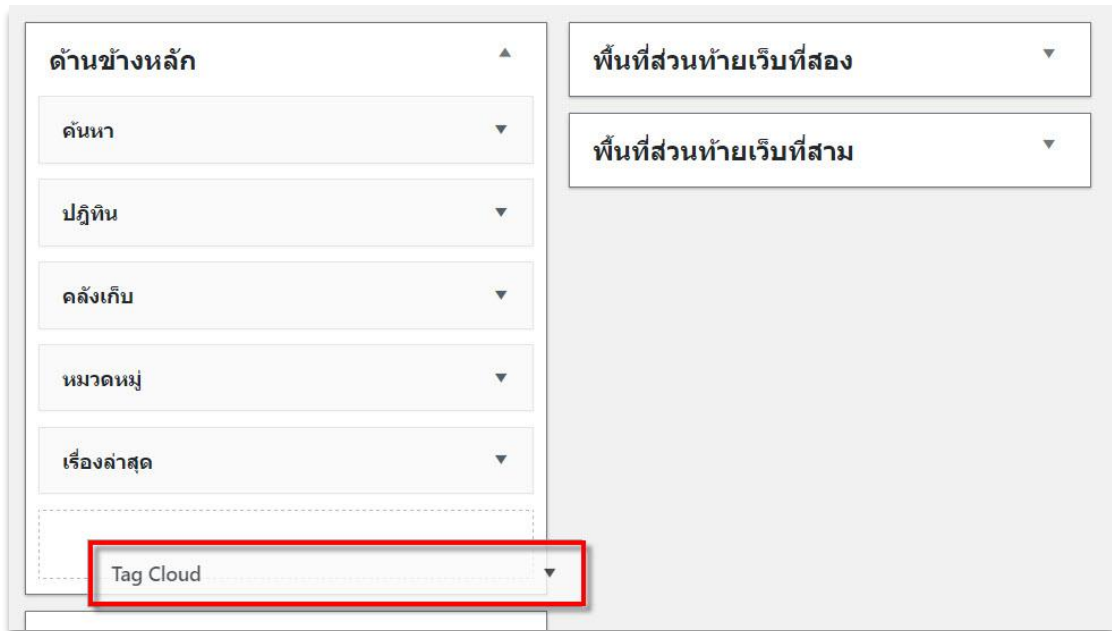 ด้านข้างหลัก
ค้นหา
ปฎิทิน
คลังเก็บ
หมวดหมู่
เรื่องล่าสุด
Tag Cloud
พื้นที่ส่วนท้ายเว็บที่สอง
พื้นที่ส่วนท้ายเว็บที่สาม